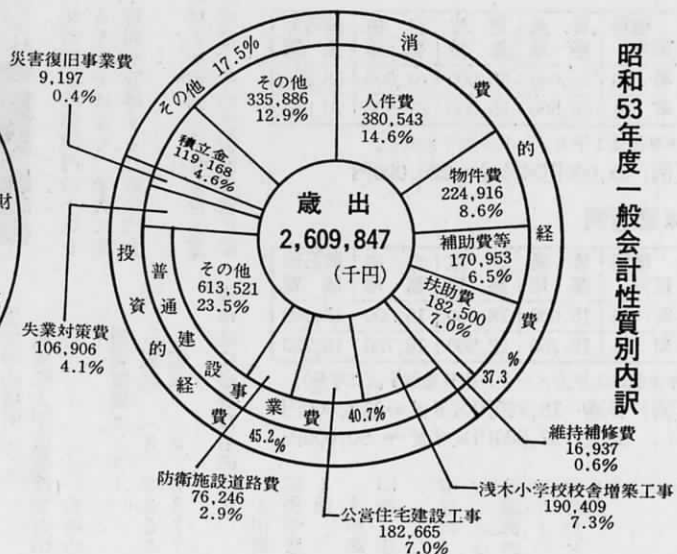 昭和53年度一般会計性質別内訳
歳出
2,609,847
(千円)
消費的経費
37.3%
人件費
380,543
14.6%
物件費
224,916
8.6%
補助費等
170,953
6.5%
扶助費
182,500
7.0%
維持補修費
16,937
0.6%
投資的経費
45.2%
普通建設事業費
40.7%
浅木小学校校舎増築工事
190,409
7.3%
公営住宅建設工事
182,665
7.0%
防衛施設道路費
76,246
2.9%
その他
613,521
23.5%
失業対策費
106,906
4.1%
災害復旧事業費
9,197
0.4%
その他 17.5%
積立金
119,168
4.6%
その他
335,886
12.9%
財